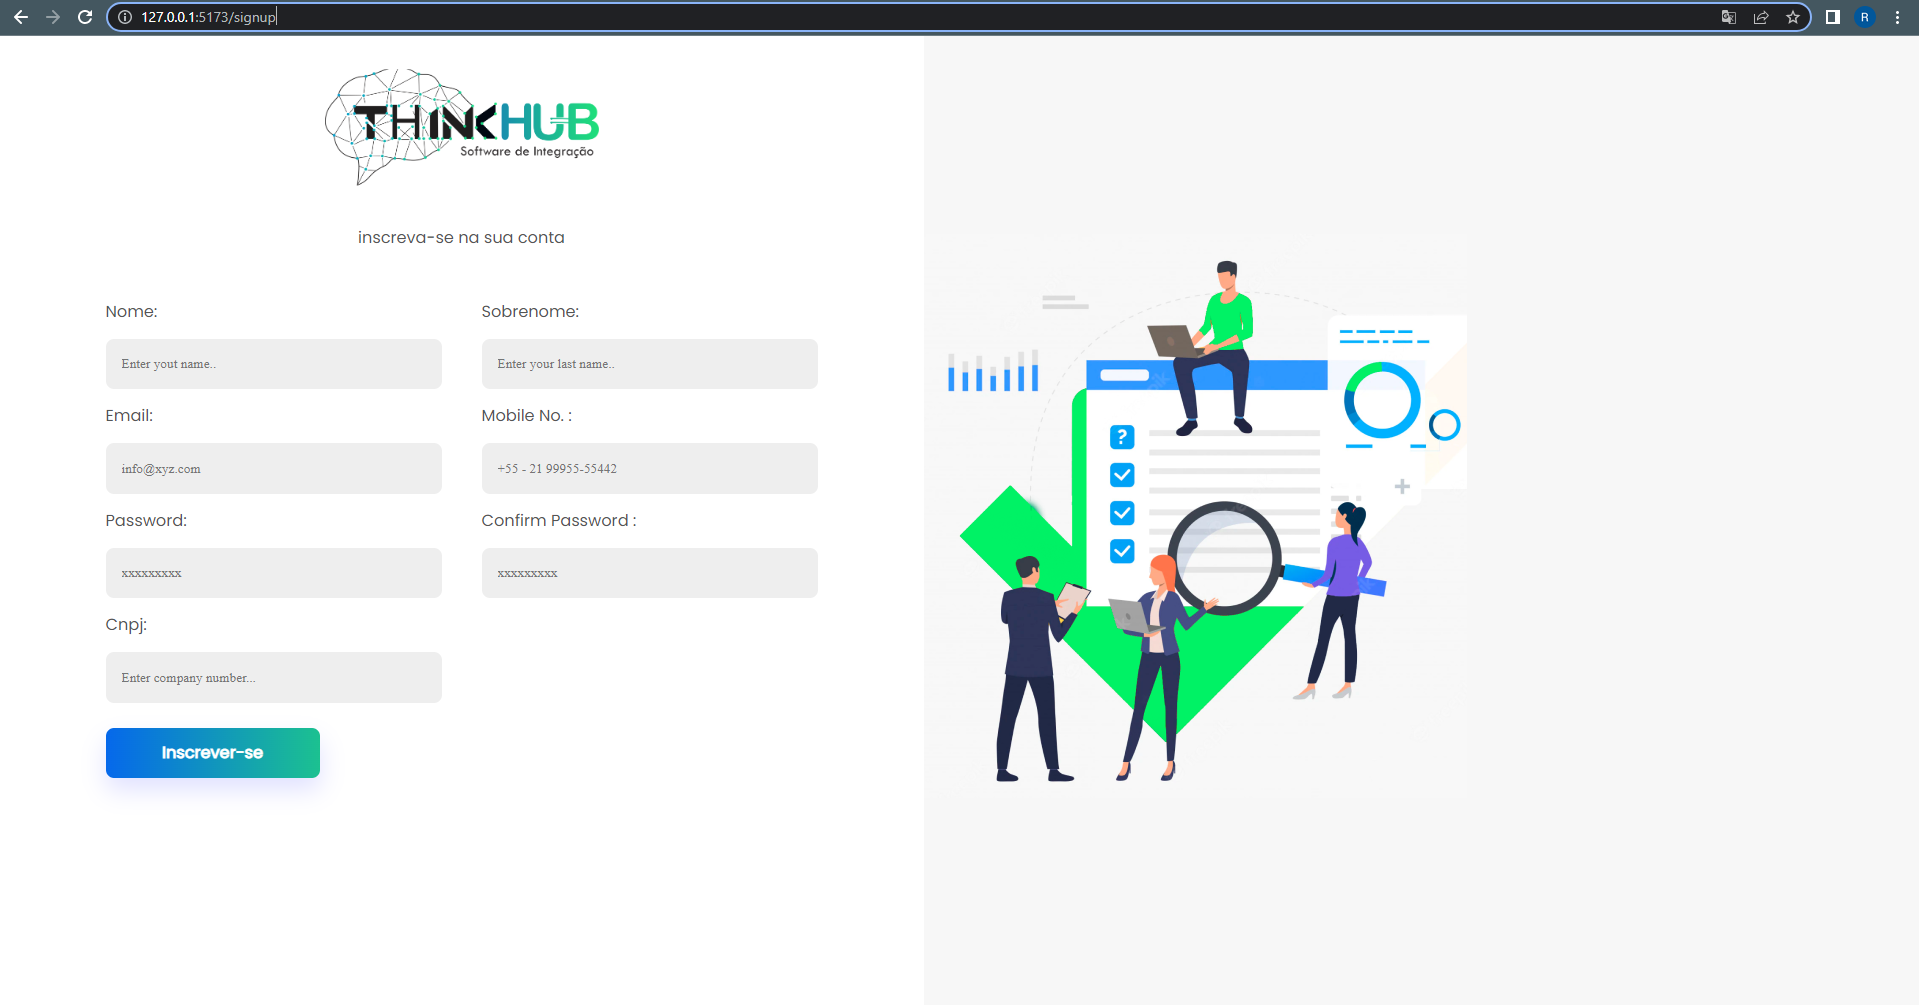 127.0.0.1:5173/signup
R
THINKHUB
Software de Integração
inscreva-se na sua conta
Nome:
Sobrenome:
Enter yout name..
Enter your last name..
Email:
Mobile No. :
info@xyz.com
+55 - 21 99955-55442
Password:
Confirm Password :
xxxxxxxxx
xxxxxxxxx
Cnpj:
Enter company number...
Inscrever-se
?